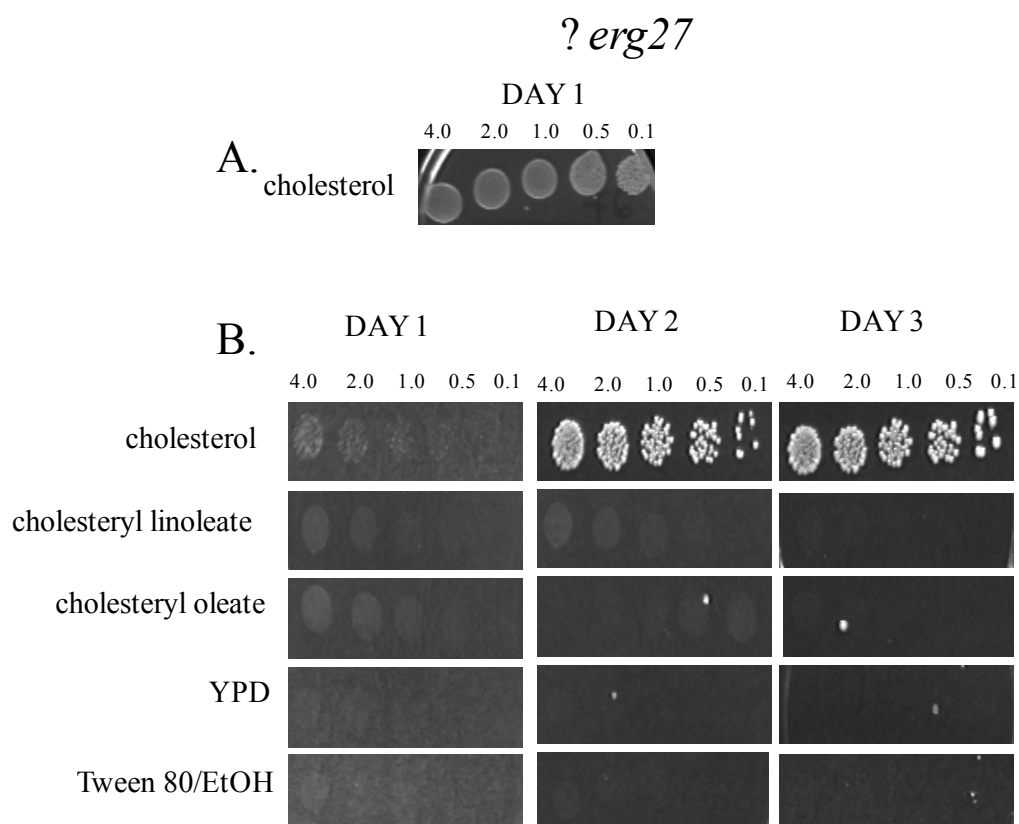 ? erg27
DAY 1
4.0 2.0 1.0 0.5 0.1
A.
cholesterol
B.
DAY 1 DAY 2 DAY 3
4.0 2.0 1.0 0.5 0.1 4.0 2.0 1.0 0.5 0.1 4.0 2.0 1.0 0.5 0.1
cholesterol
cholesteryl linoleate
cholesteryl oleate
YPD
Tween 80/EtOH